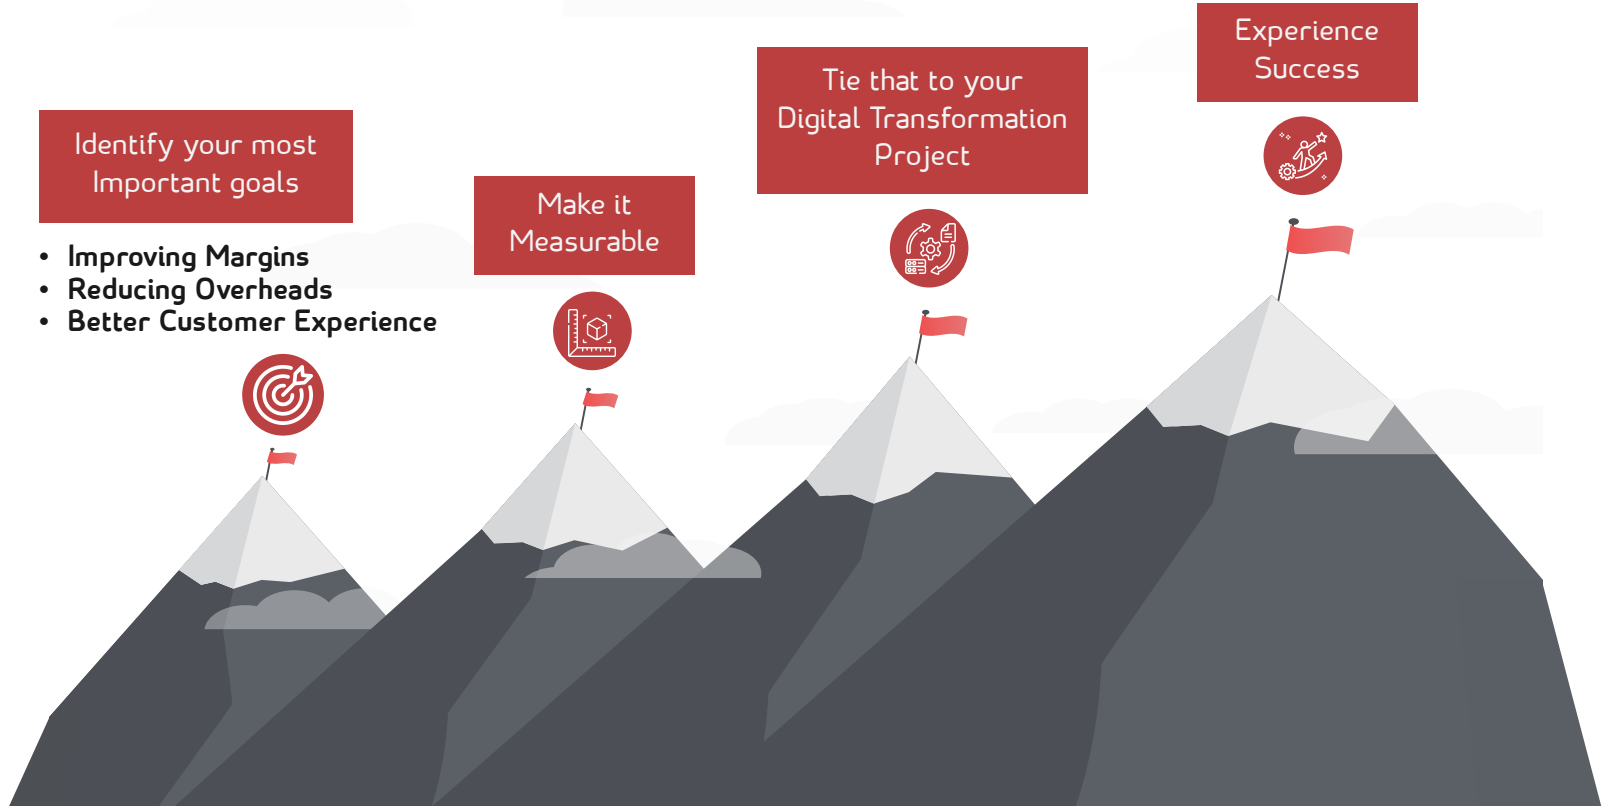 Identify your most
Important goals
• Improving Margins
• Reducing Overheads
• Better Customer Experience
Make it
Measurable
Tie that to your
Digital Transformation
Project
Experience
Success